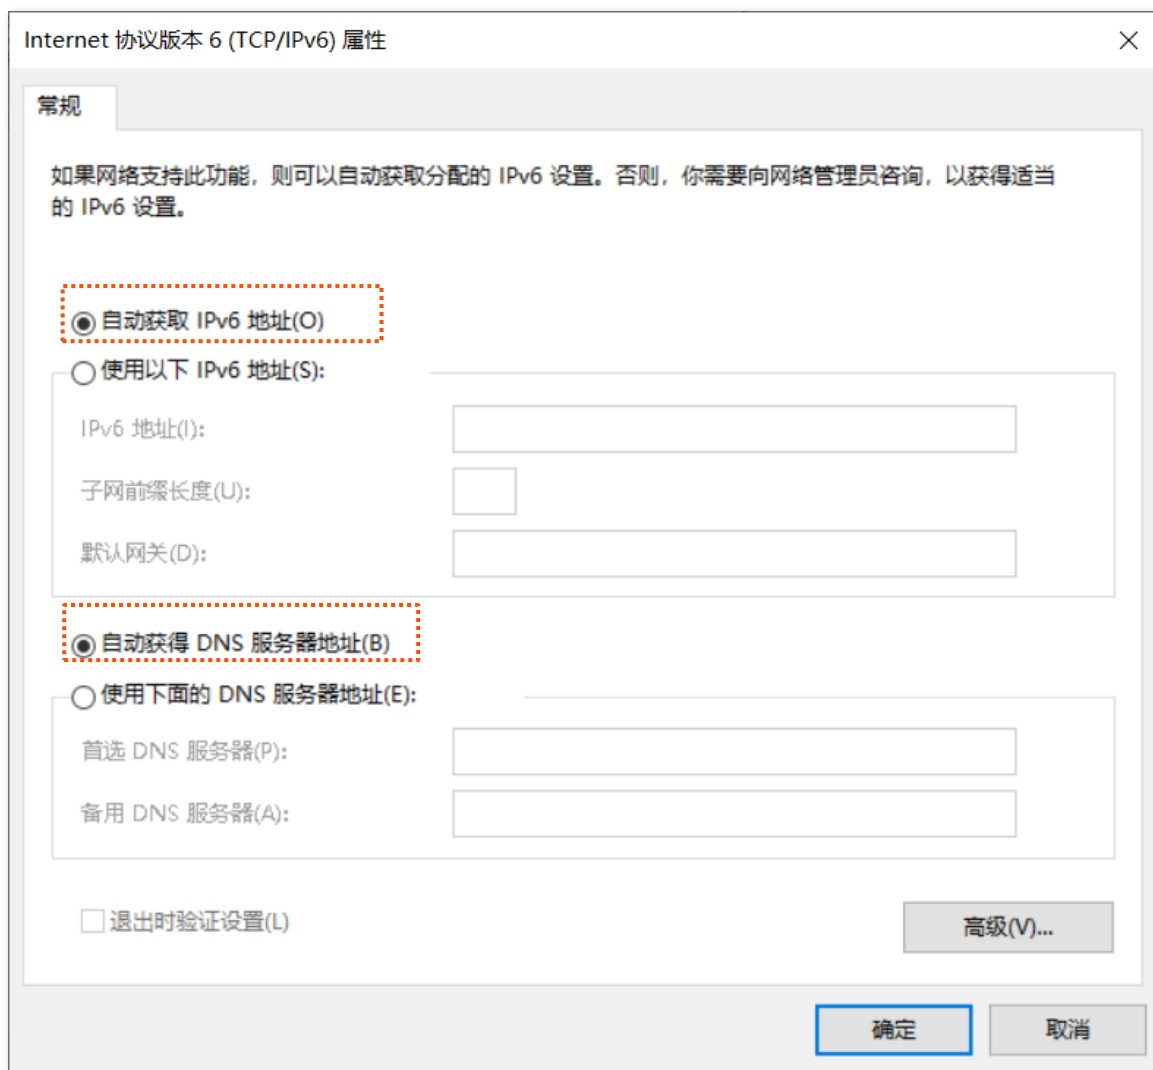 Internet 协议版本 6 (TCP/IPv6) 属性
常规
如果网络支持此功能，则可以自动获取分配的 IPv6 设置。否则，你需要向网络管理员咨询，以获得适当
的 IPv6 设置。
自动获取 IPv6 地址(O)
使用以下 IPv6 地址(S):
IPv6 地址(I):
子网前缀长度(U):
默认网关(D):
自动获得 DNS 服务器地址(B)
使用下面的 DNS 服务器地址(E):
首选 DNS 服务器(P):
备用 DNS 服务器(A):
退出时验证设置(L)
高级(V)...
确定
取消